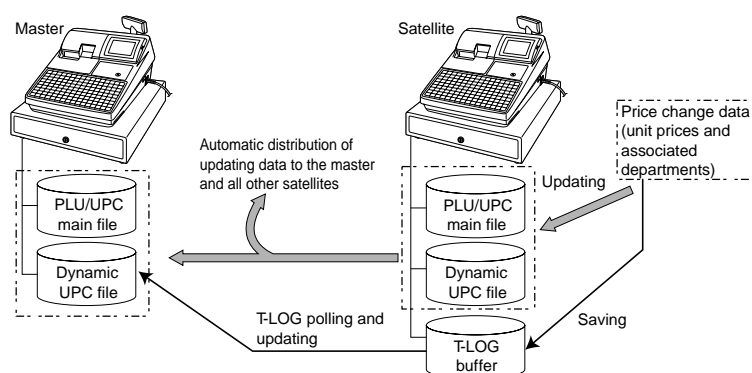 Master
Satellite
Price change data
(unit prices and
associated
departments)
Automatic distribution of
updating data to the master
and all other satellites
Updating
PLU/UPC
main file
PLU/UPC
main file
Dynamic
UPC file
Dynamic
UPC file
T-LOG polling and
updating
Saving
T-LOG
buffer